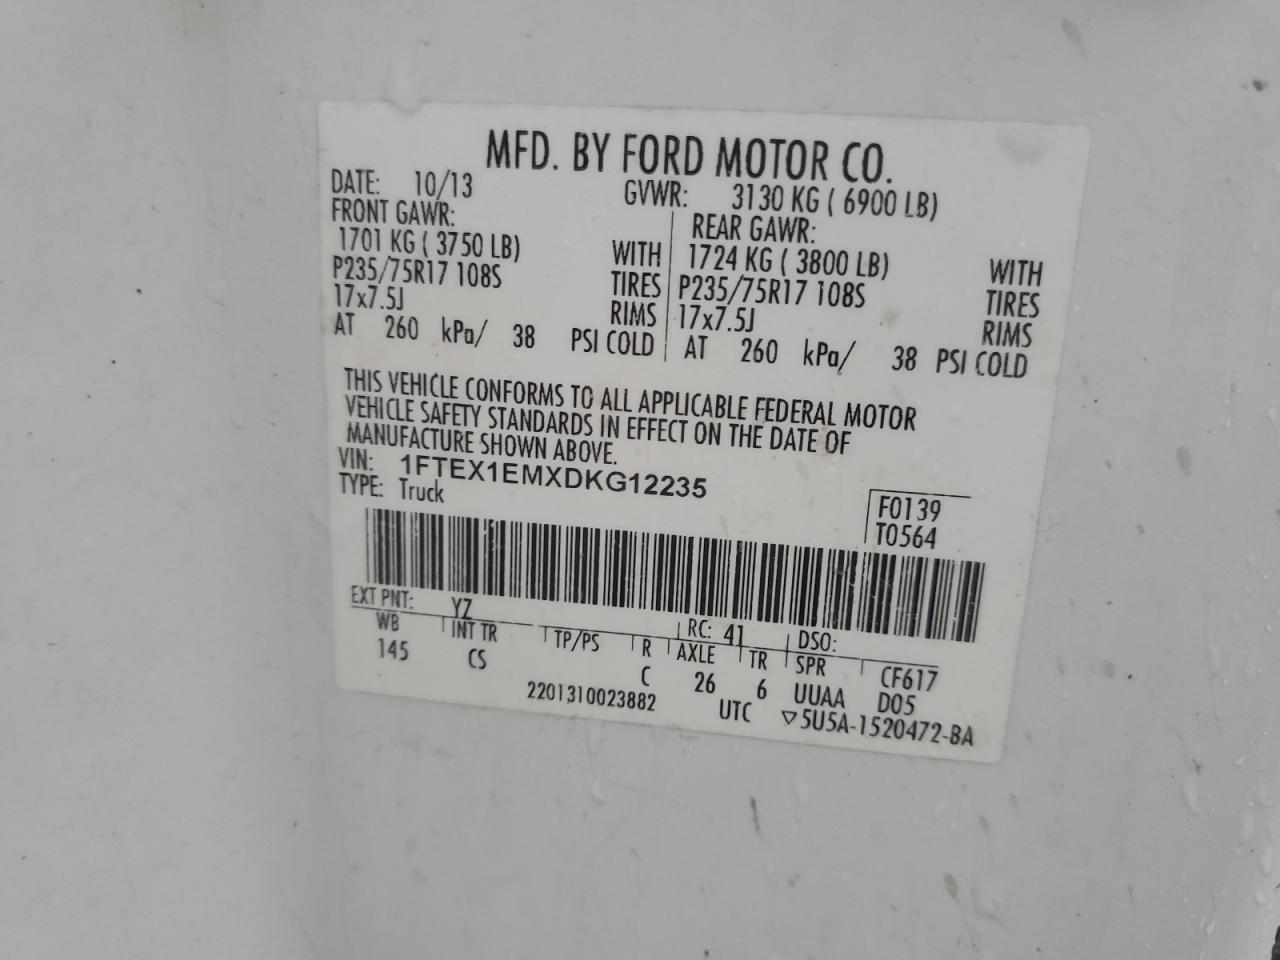 MFD. BY FORD MOTOR CO.
DATE: 10/13 GVWR: 3130 KG ( 6900 LB)
FRONT GAWR: REAR GAWR:
1701 KG ( 3750 LB) WITH 1724 KG ( 3800 LB) WITH
P235/75R17 108S TIRES P235/75R17 108S TIRES
17x7.5J RIMS 17x7.5J RIMS
AT 260 kPa/ 38 PSI COLD AT 260 kPa/ 38 PSI COLD
THIS VEHICLE CONFORMS TO ALL APPLICABLE FEDERAL MOTOR
VEHICLE SAFETY STANDARDS IN EFFECT ON THE DATE OF
MANUFACTURE SHOWN ABOVE.
VIN: 1FTEX1EMXDKG12235
TYPE: Truck
F0139
T0564
EXT PNT: YZ RC: 41 DSO:
WB INT TR TP/PS R AXLE TR SPR CF617
145 CS C 26 6 UUAA D05
2201310023882 UTC ▽5U5A-1520472-BA